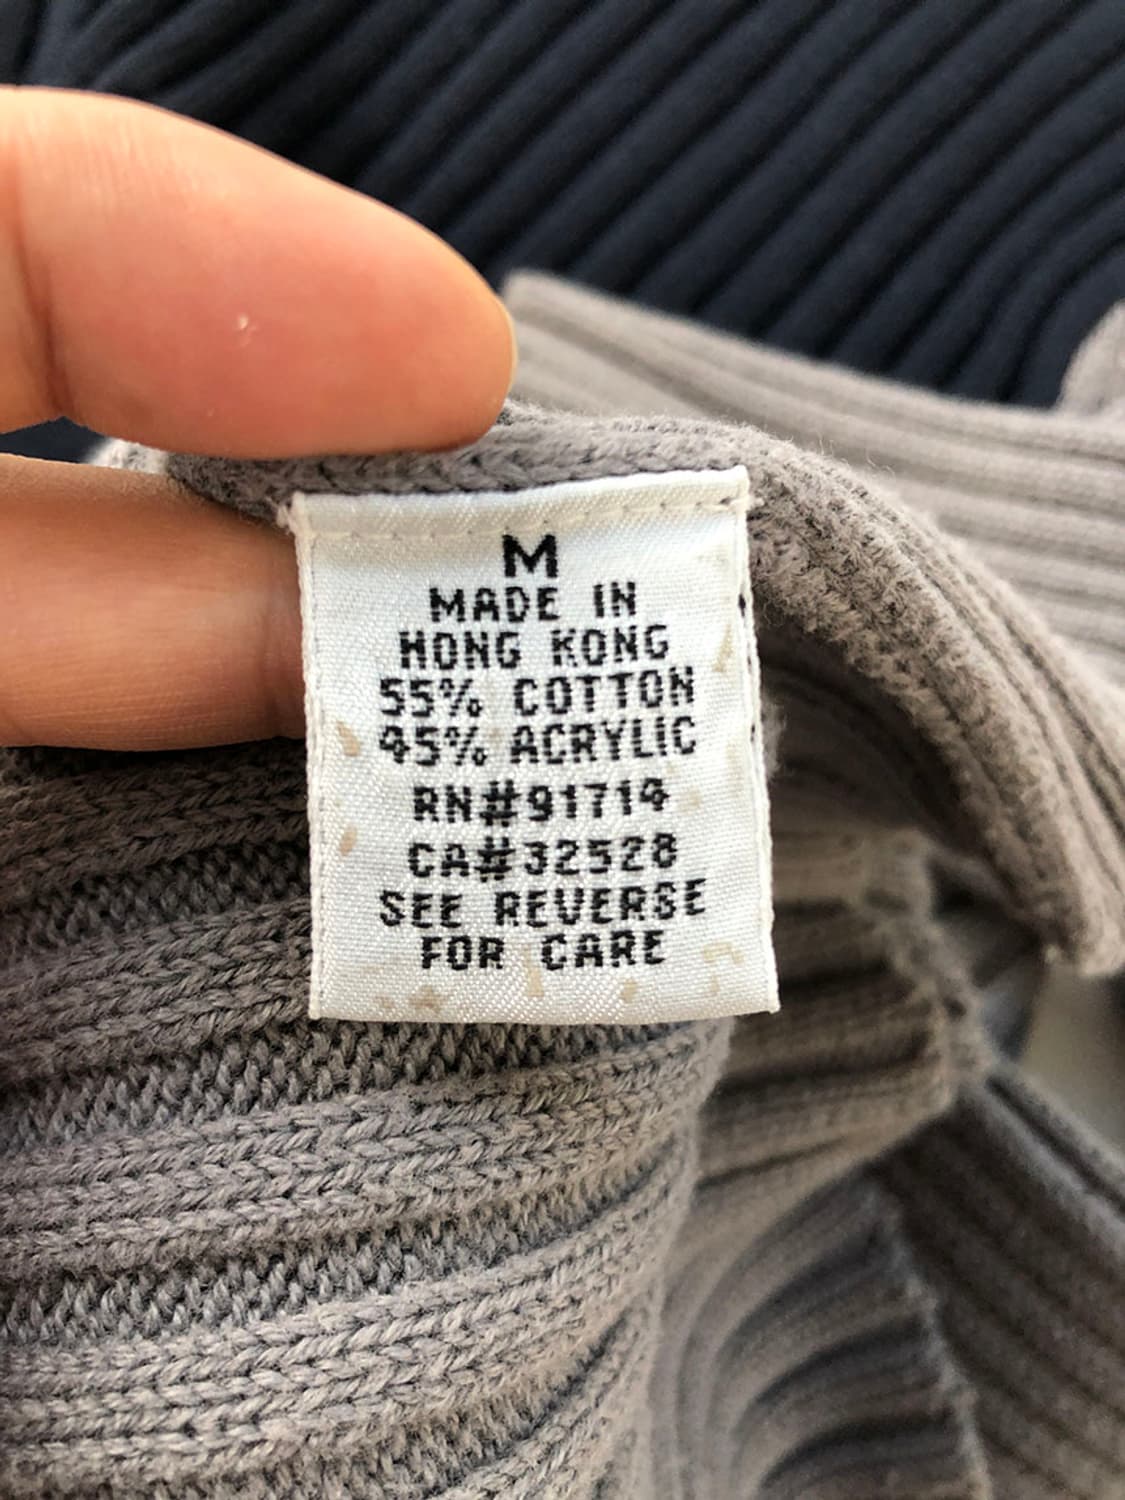 M
MADE IN
HONG KONG
55% COTTON
45% ACRYLIC
RN#91714
CA#32528
SEE REVERSE
FOR CARE